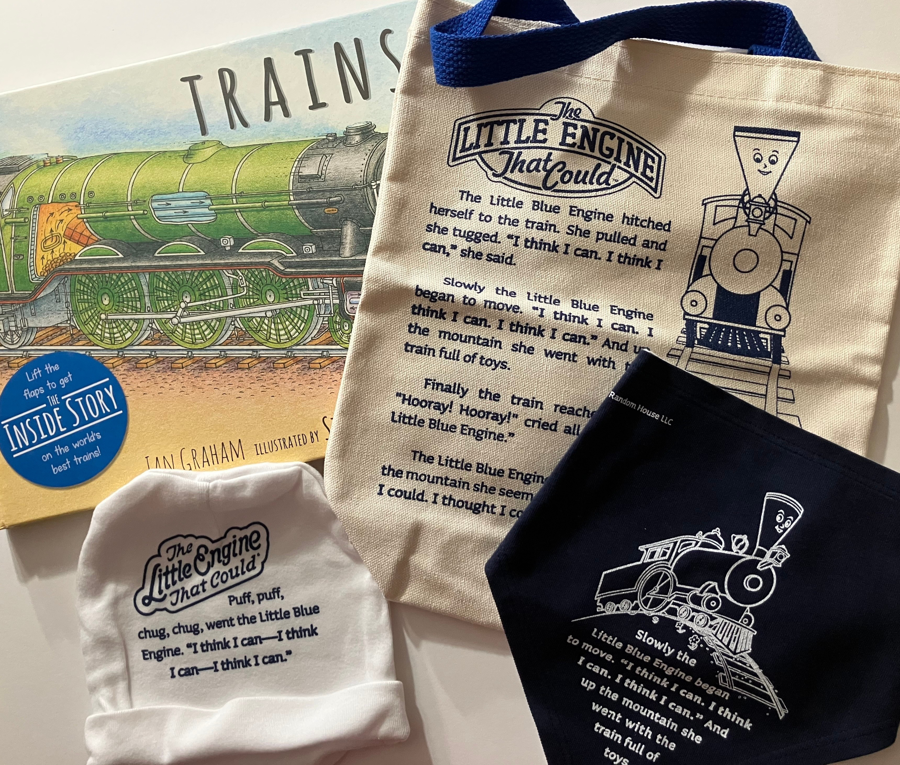 TRAINS
Lift the
flaps to get
THE
INSIDE STORY
on the world's
best trains!
IAN GRAHAM ILLUSTRATED BY
The
LITTLE ENGINE
That Could
The Little Blue Engine hitched
herself to the train. She pulled and
she tugged. "I think I can. I think I
can," she said.
Slowly the Little Blue Engine
began to move. "I think I can. I
think I can. I think I can." And up
the mountain she went with
train full of toys.
Finally the train
"Hooray! Hooray!" cried all
Little Blue Engine."
The Little Blue Engine
the mountain she
I could. I thought I
The
Little Engine
That Could
Puff, puff,
chug, chug, went the Little Blue
Engine. "I think I can—I think
I can—I think I can."
Random House LLC
Slowly the
Little Blue Engine began
to move. "I think I can. I think
I can. I think I can." And
up the mountain she
went with the
train full of
toys